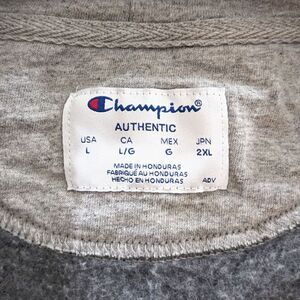 Champion®
AUTHENTIC
USA CA MEX JPN
L L/G G 2XL
MADE IN HONDURAS
FABRIQUÉ AU HONDURAS
HECHO EN HONDURAS ADV